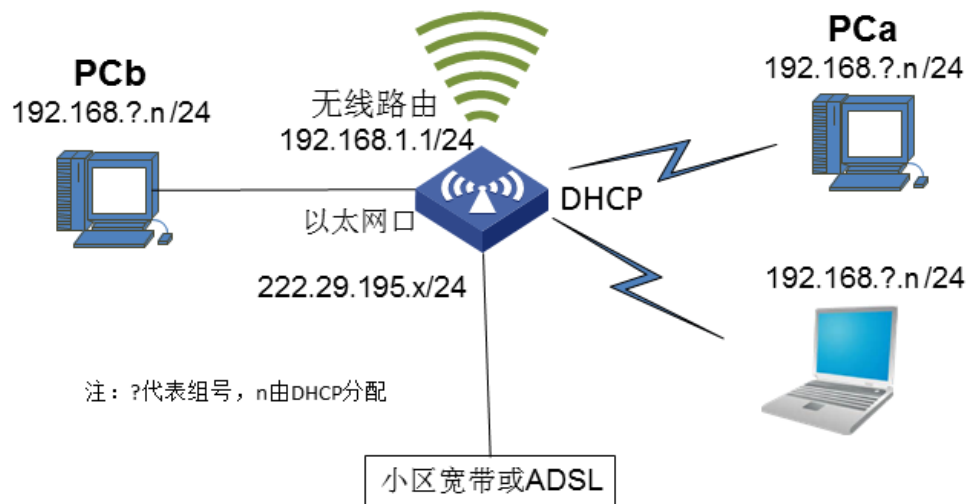 PCb
192.168.?.n/24
无线路由
192.168.1.1/24
PCa
192.168.?.n/24
DHCP
以太网口
222.29.195.x/24
192.168.?.n/24
注：?代表组号，n由DHCP分配
小区宽带或ADSL